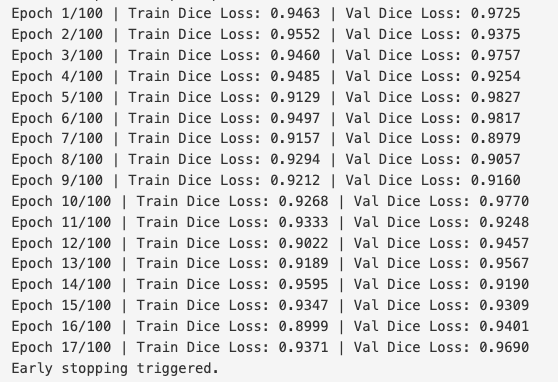 Epoch 1/100 | Train Dice Loss: 0.9463 | Val Dice Loss: 0.9725
Epoch 2/100 | Train Dice Loss: 0.9552 | Val Dice Loss: 0.9375
Epoch 3/100 | Train Dice Loss: 0.9460 | Val Dice Loss: 0.9757
Epoch 4/100 | Train Dice Loss: 0.9485 | Val Dice Loss: 0.9254
Epoch 5/100 | Train Dice Loss: 0.9129 | Val Dice Loss: 0.9827
Epoch 6/100 | Train Dice Loss: 0.9497 | Val Dice Loss: 0.9817
Epoch 7/100 | Train Dice Loss: 0.9157 | Val Dice Loss: 0.8979
Epoch 8/100 | Train Dice Loss: 0.9294 | Val Dice Loss: 0.9057
Epoch 9/100 | Train Dice Loss: 0.9212 | Val Dice Loss: 0.9160
Epoch 10/100 | Train Dice Loss: 0.9268 | Val Dice Loss: 0.9770
Epoch 11/100 | Train Dice Loss: 0.9333 | Val Dice Loss: 0.9248
Epoch 12/100 | Train Dice Loss: 0.9022 | Val Dice Loss: 0.9457
Epoch 13/100 | Train Dice Loss: 0.9189 | Val Dice Loss: 0.9567
Epoch 14/100 | Train Dice Loss: 0.9595 | Val Dice Loss: 0.9190
Epoch 15/100 | Train Dice Loss: 0.9347 | Val Dice Loss: 0.9309
Epoch 16/100 | Train Dice Loss: 0.8999 | Val Dice Loss: 0.9401
Epoch 17/100 | Train Dice Loss: 0.9371 | Val Dice Loss: 0.9690
Early stopping triggered.